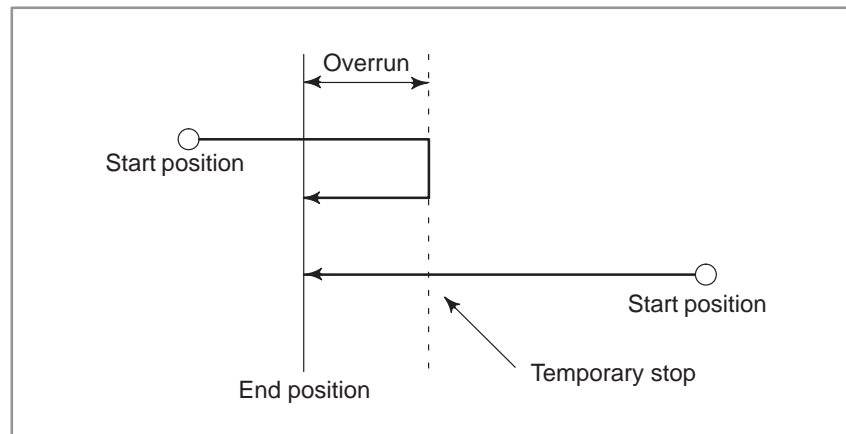 Overrun
Start position
Start position
Temporary stop
End position